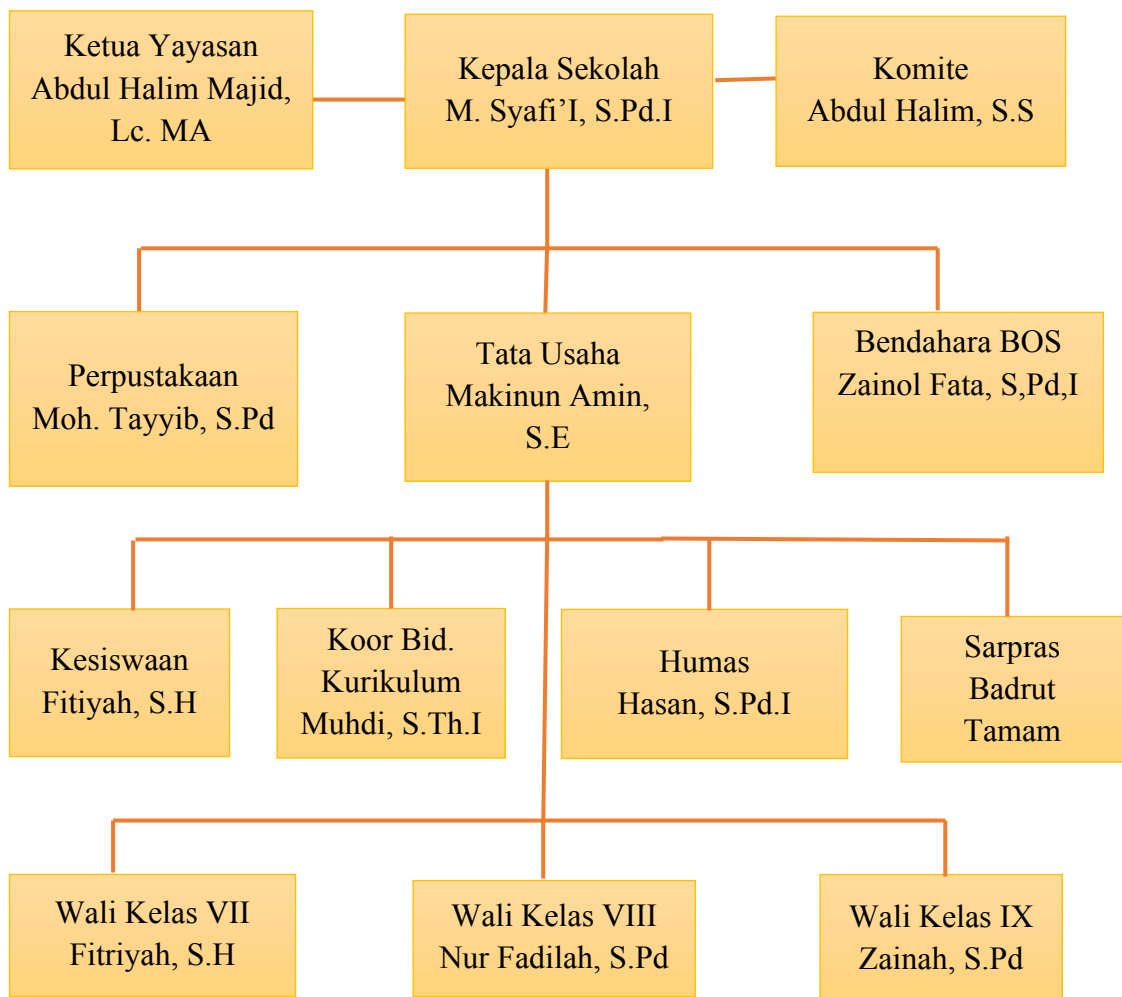 Ketua Yayasan
Abdul Halim Majid,
Lc. MA
Kepala Sekolah
M. Syafi’I, S.Pd.I
Komite
Abdul Halim, S.S
Perpustakaan
Moh. Tayyib, S.Pd
Tata Usaha
Makinun Amin,
S.E
Bendahara BOS
Zainol Fata, S,Pd,I
Kesiswaan
Fitiyah, S.H
Koor Bid.
Kurikulum
Muhdi, S.Th.I
Humas
Hasan, S.Pd.I
Sarpras
Badrut
Tamam
Wali Kelas VII
Fitriyah, S.H
Wali Kelas VIII
Nur Fadilah, S.Pd
Wali Kelas IX
Zainah, S.Pd